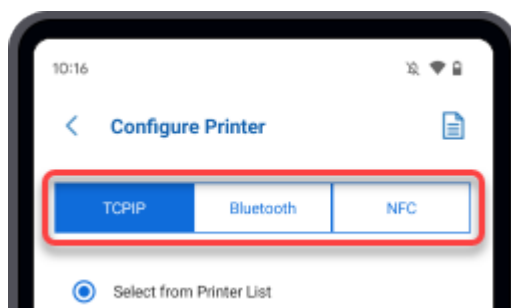 10:16
Configure Printer
TCPIP Bluetooth NFC
Select from Printer List